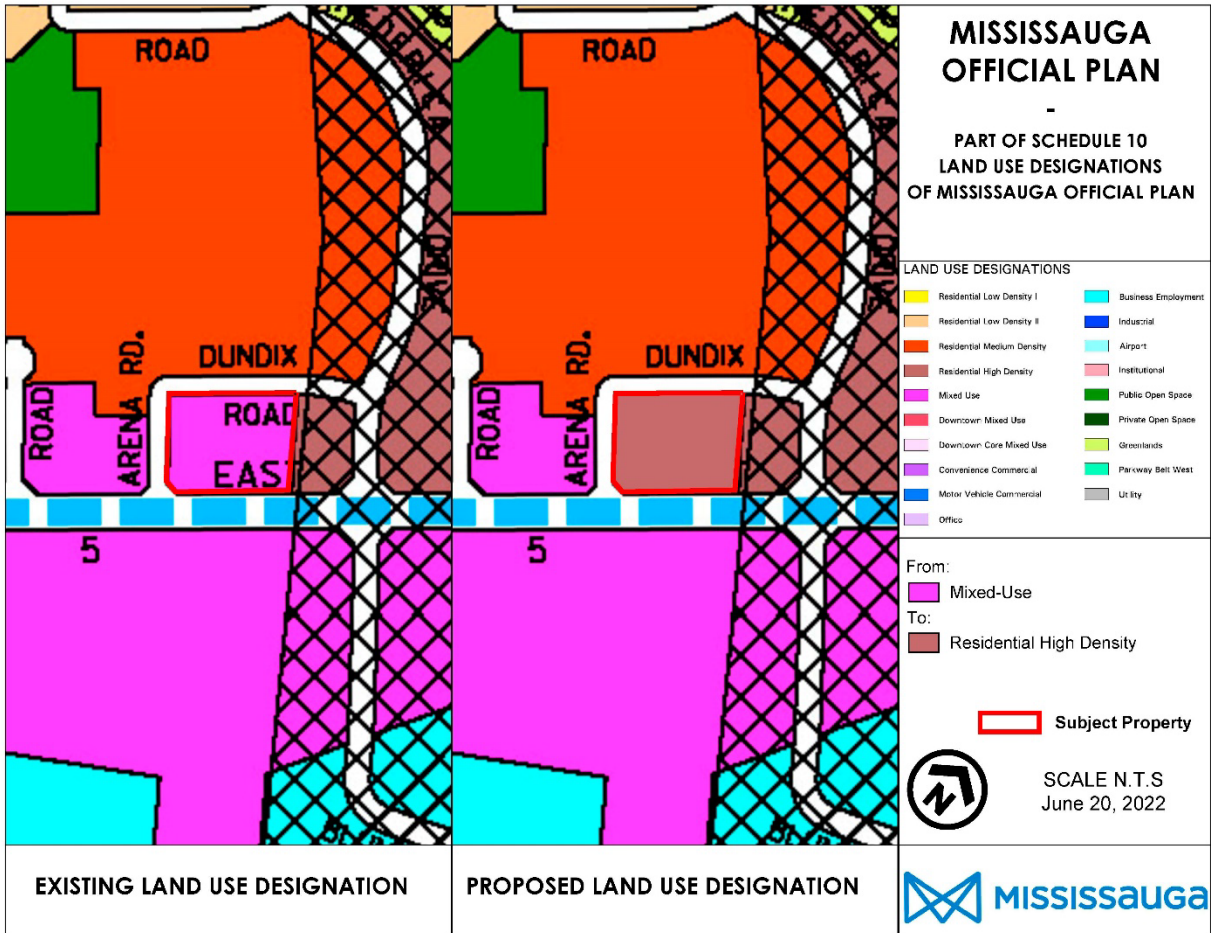 ROAD
DUNDIX
ROAD
ARENA RD.
ROAD
EAST
5
ROAD
DUNDIX
ROAD
ARENA RD.
5
EXISTING LAND USE DESIGNATION
PROPOSED LAND USE DESIGNATION
MISSISSAUGA
OFFICIAL PLAN
-
PART OF SCHEDULE 10
LAND USE DESIGNATIONS
OF MISSISSAUGA OFFICIAL PLAN
LAND USE DESIGNATIONS
Residential Low Density I
Residential Low Density II
Residential Medium Density
Residential High Density
Mixed Use
Downtown Mixed Use
Downtown Core Mixed Use
Convenience Commercial
Motor Vehicle Commercial
Office
Business Employment
Industrial
Airport
Institutional
Public Open Space
Private Open Space
Greenlands
Parkway Belt West
Utility
From:
Mixed-Use
To:
Residential High Density
Subject Property
N
SCALE N.T.S
June 20, 2022
MISSISSAUGA